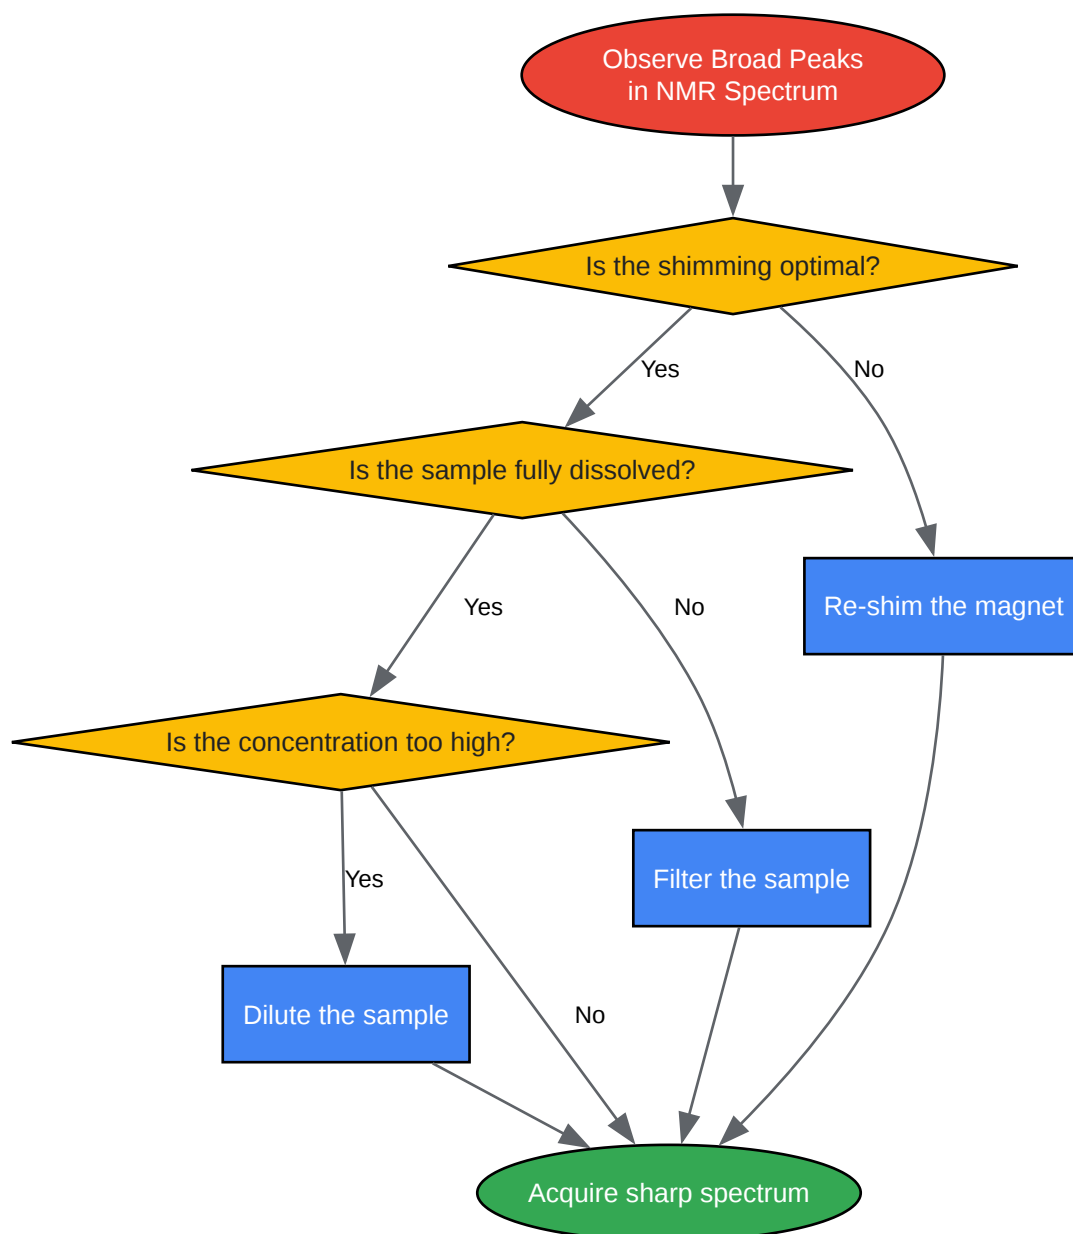 Observe Broad Peaks
in NMR Spectrum
Is the shimming optimal?
Yes
No
Is the sample fully dissolved?
Yes
No
Re-shim the magnet
Is the concentration too high?
Yes
Filter the sample
Dilute the sample
No
Acquire sharp spectrum